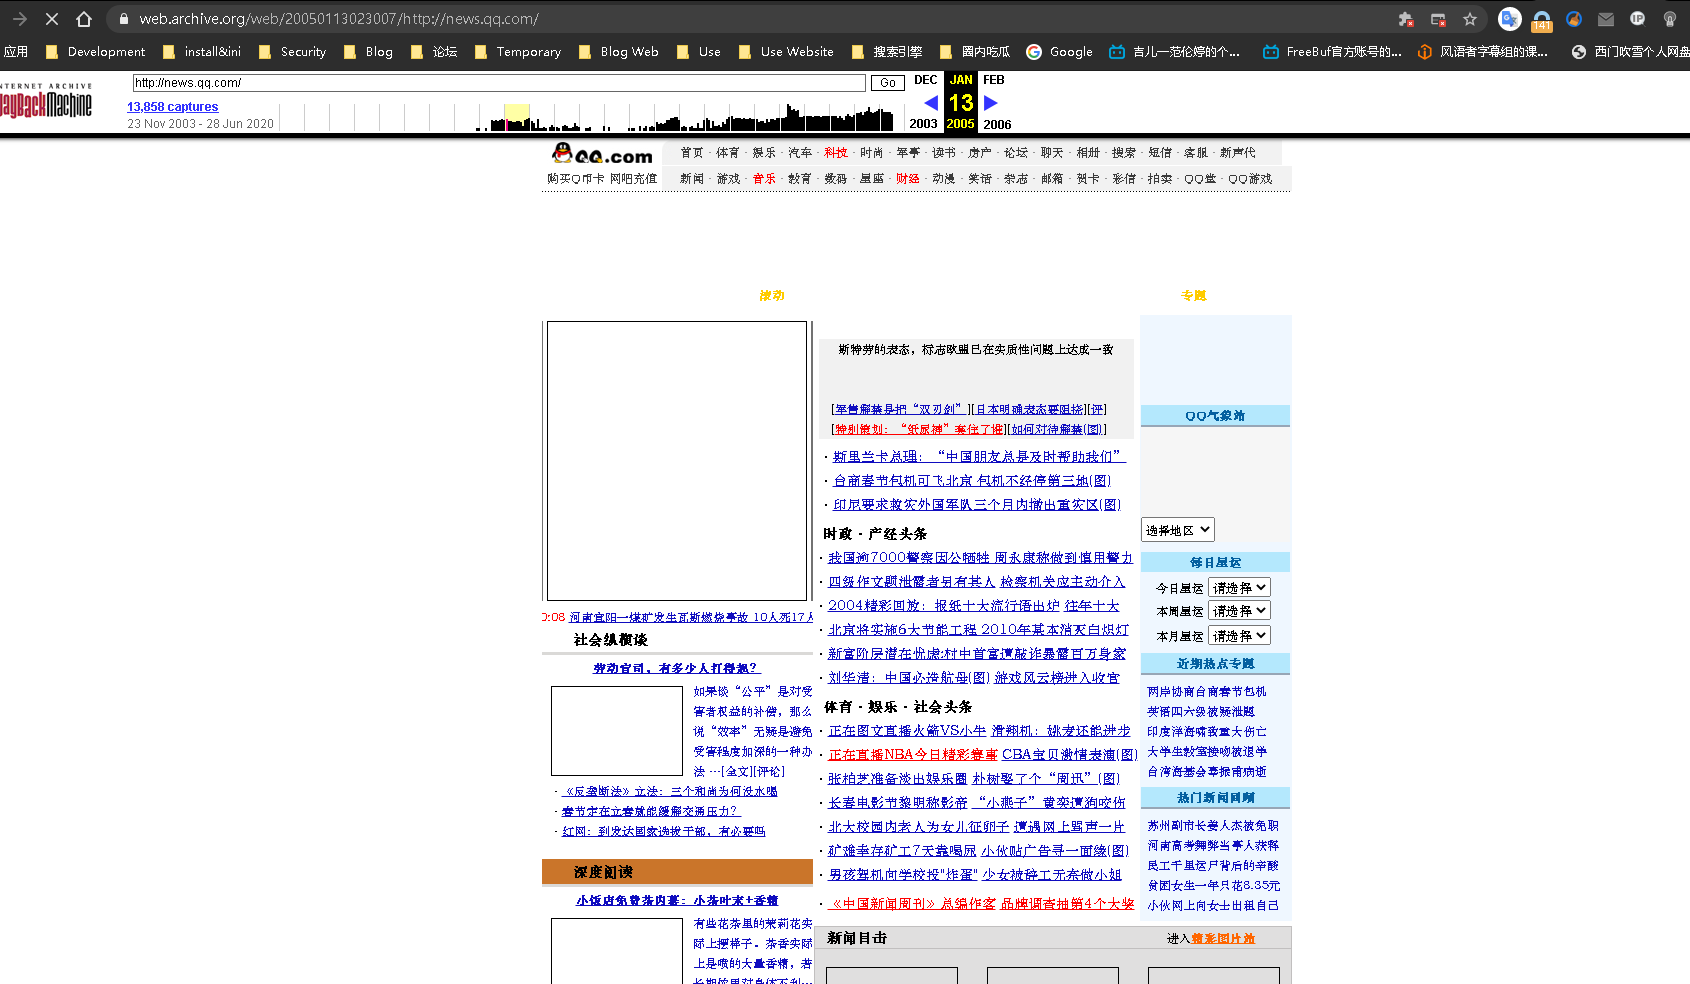 web.archive.org/web/20050113023007/http://news.qq.com/
141
IP
应用 Development install&ini Security Blog 论坛 Temporary Blog Web Use Use Website 搜索引擎 圈内吃瓜 Google 吉儿一范伦婷的个... FreeBuf官方账号的... 风语者字幕组的课... 西门吹雪个人网盘
NTERNET ARCHIVE
WayBackMachine
http://news.qq.com/
Go
DEC JAN FEB
13,858 captures
13
23 Nov 2003 - 28 Jun 2020
2003 2005 2006
QQ.com
首页 · 体育 · 娱乐 · 汽车 · 科技 · 时尚 · 军事 · 读书 · 房产 · 论坛 · 聊天 · 相册 · 搜索 · 短信 · 客服 · 新声代
购买Q币卡 网吧充值
新闻 · 游戏 · 音乐 · 教育 · 数码 · 星座 · 财经 · 动漫 · 笑话 · 杂志 · 邮箱 · 贺卡 · 彩信 · 拍卖 · QQ堂 · QQ游戏
滚动
专题
0:08 河南宜阳一煤矿发生瓦斯燃烧事故 10人死17人
社会纵横谈
劳动官司，有多少人打得起？
如果谈“公平”是对受
害者权益的补偿，那么
说“效率”无疑是避免
受害程度加深的一种办
法 …[全文][评论]
· 《反垄断法》立法：三个和尚为何没水喝
· 春节定在立春就能缓解交通压力？
· 红网：到发达国家选拔干部，有必要吗
深度阅读
小饭店免费茶内幕：小茶叶末+香精
有些花茶里的茉莉花实
际上摆样子。茶香实际
上是喷的大量香精，若
长期饮用对身体不利…
斯特劳的表态，标志欧盟已在实质性问题上达成一致
[军售解禁是把“双刃剑”][日本明确表态要阻挠][评]
[特别策划：“纸尿裤”套住了谁][如何对待解禁(图)]
· 斯里兰卡总理：“中国朋友总是及时帮助我们”
· 台商春节包机可飞北京 包机不经停第三地(图)
· 印尼要求救灾外国军队三个月内撤出重灾区(图)
时政 · 产经头条
· 我国逾7000警察因公牺牲 周永康称做到慎用警力
· 四级作文题泄露者另有其人 检察机关应主动介入
· 2004精彩回放：报纸十大流行语出炉 往年十大
· 北京将实施6大节能工程 2010年基本消灭白炽灯
· 新富阶层潜在忧虑:村中首富遭敲诈暴露百万身家
· 刘华清：中国必造航母(图) 游戏风云榜进入收官
体育 · 娱乐 · 社会头条
· 正在图文直播火箭VS小牛 滑翔机：姚麦还能进步
· 正在直播NBA今日精彩赛事 CBA宝贝激情表演(图)
· 张柏芝准备淡出娱乐圈 朴树娶了个“周迅”(图)
· 长春电影节黎明称影帝 “小燕子”黄奕遭狗咬伤
· 北大校园内老人为女儿征卵子 遭遇网上骂声一片
· 矿难幸存矿工7天靠喝尿 小伙贴广告寻一面缘(图)
· 男孩驾机向学校投"炸蛋" 少女被辞工无奈做小姐
· 《中国新闻周刊》总编作客 品牌调查抽第4个大奖
新闻目击
进入精彩图片站
QQ气象站
选择地区
每日星运
今日星运 请选择
本周星运 请选择
本月星运 请选择
近期热点专题
两岸协商台商春节包机
英语四六级被疑泄题
印度洋海啸致重大伤亡
大学生教室接吻被退学
台湾海基会辜振甫病逝
热门新闻回顾
苏州副市长姜人杰被免职
河南高考舞弊当事人获释
民工千里运尸背后的辛酸
贫困女生一年只花8.35元
小伙网上向女士出租自己